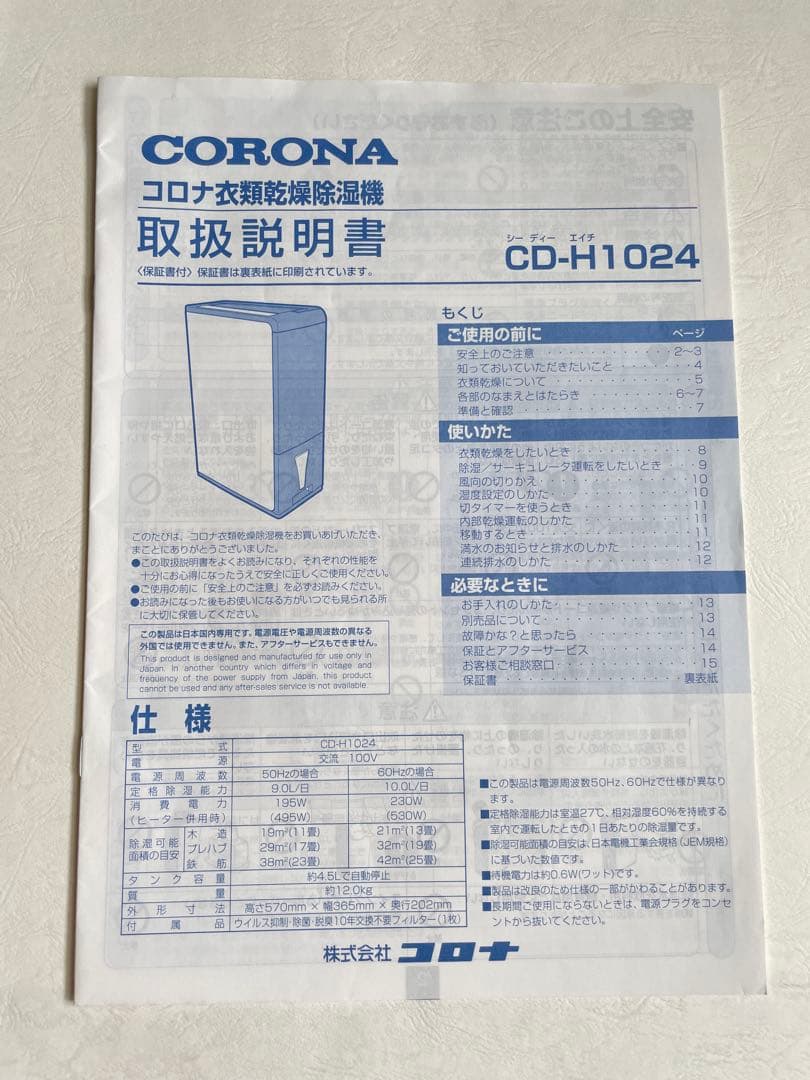 CORONA
コロナ衣類乾燥除湿機
取扱説明書
〈保証書付〉保証書は裏表紙に印刷されています。
シー ディー エイチ
CD-H1024
もくじ
ご使用の前に ページ
安全上のご注意 2〜3
知っておいていただきたいこと 4
衣類乾燥について 5
各部のなまえとはたらき 6〜7
準備と確認 7
使いかた
衣類乾燥をしたいとき 8
除湿／サーキュレータ運転をしたいとき 9
風向の切りかえ 10
湿度設定のしかた 10
切タイマーを使うとき 11
内部乾燥運転のしかた 11
移動するとき 11
満水のお知らせと排水のしかた 12
連続排水のしかた 12
必要なときに
お手入れのしかた 13
別売品について 13
故障かな？と思ったら 14
保証とアフターサービス 14
お客様ご相談窓口 15
保証書 裏表紙
このたびは、コロナ衣類乾燥除湿機をお買いあげいただき、
まことにありがとうございました。
●この取扱説明書をよくお読みになり、それぞれの性能を
十分にお心得になったうえで安全に正しくご使用ください。
●ご使用の前に「安全上のご注意」を必ずお読みください。
●お読みになった後もお使いになる方がいつでも見られる所
に大切に保管してください。
この製品は日本国内専用です。電源電圧や電源周波数の異なる
外国では使用できません。また、アフターサービスもできません。
This product is designed and manufactured for use only in
Japan. In another country which differs in voltage and
frequency of the power supply from Japan, this product
cannot be used and any after-sales service is not available.
仕様
型式 CD-H1024
電源 交流 100V
電源周波数 50Hzの場合 60Hzの場合
定格除湿能力 9.0L/日 10.0L/日
消費電力 195W 230W
(ヒーター併用時) (495W) (530W)
除湿可能面積の目安 木造 19m²(11畳) 21m²(13畳)
プレハブ 29m²(17畳) 32m²(19畳)
鉄筋 38m²(23畳) 42m²(25畳)
タンク容量 約4.5Lで自動停止
質量 約12.0kg
外形寸法 高さ570mm × 幅365mm × 奥行202mm
付属品 ウイルス抑制・除菌・脱臭10年交換不要フィルター(1枚)
■この製品は電源周波数50Hz、60Hzで仕様が異なり
ます。
■定格除湿能力は室温27℃、相対湿度60％を持続する
室内で運転したときの1日あたりの除湿量です。
■除湿可能面積の目安は、日本電機工業会規格(JEM規格)
に基づいた数値です。
■待機電力は約0.6W(ワット)です。
■製品は改良のため仕様の一部がかわることがあります。
■長期間ご使用にならないときは、電源プラグをコンセ
ントから抜いてください。
株式会社 コロナ